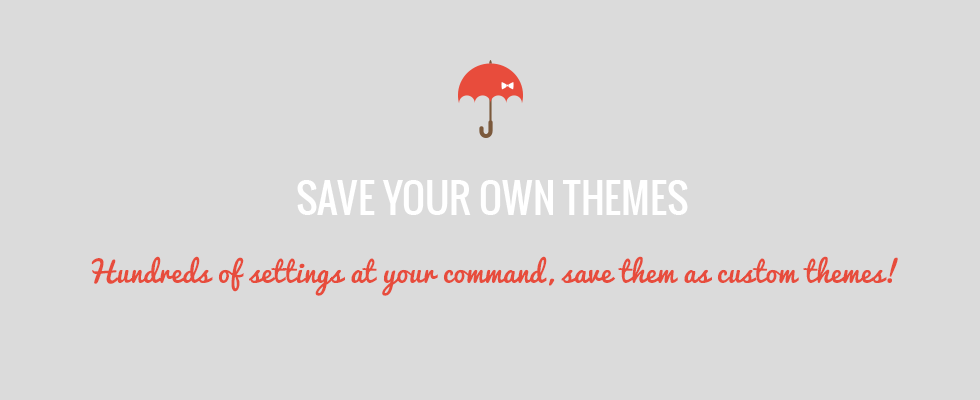 SAVE YOUR OWN THEMES
Hundreds of settings at your command, save them as custom themes!